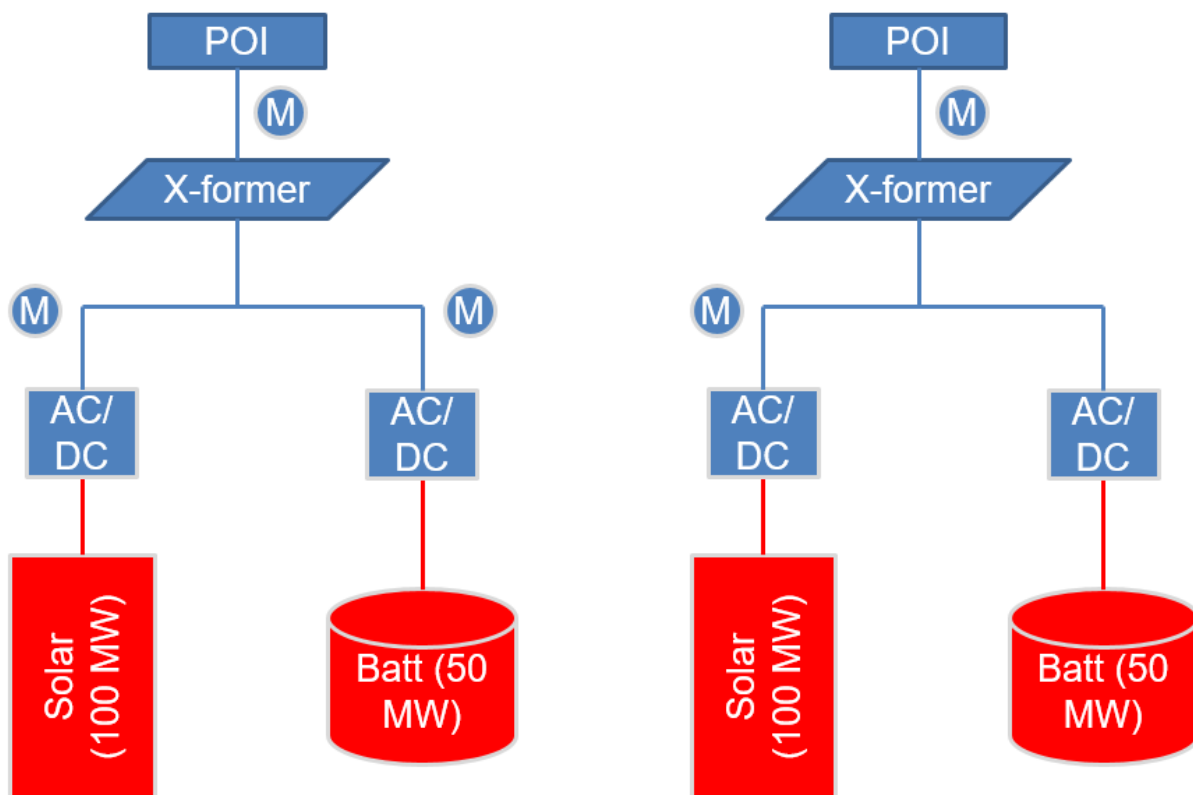 POI
M
X-former
M
M
AC/
DC
AC/
DC
Solar
(100 MW)
Batt (50
MW)
POI
M
X-former
M
AC/
DC
AC/
DC
Solar
(100 MW)
Batt (50
MW)